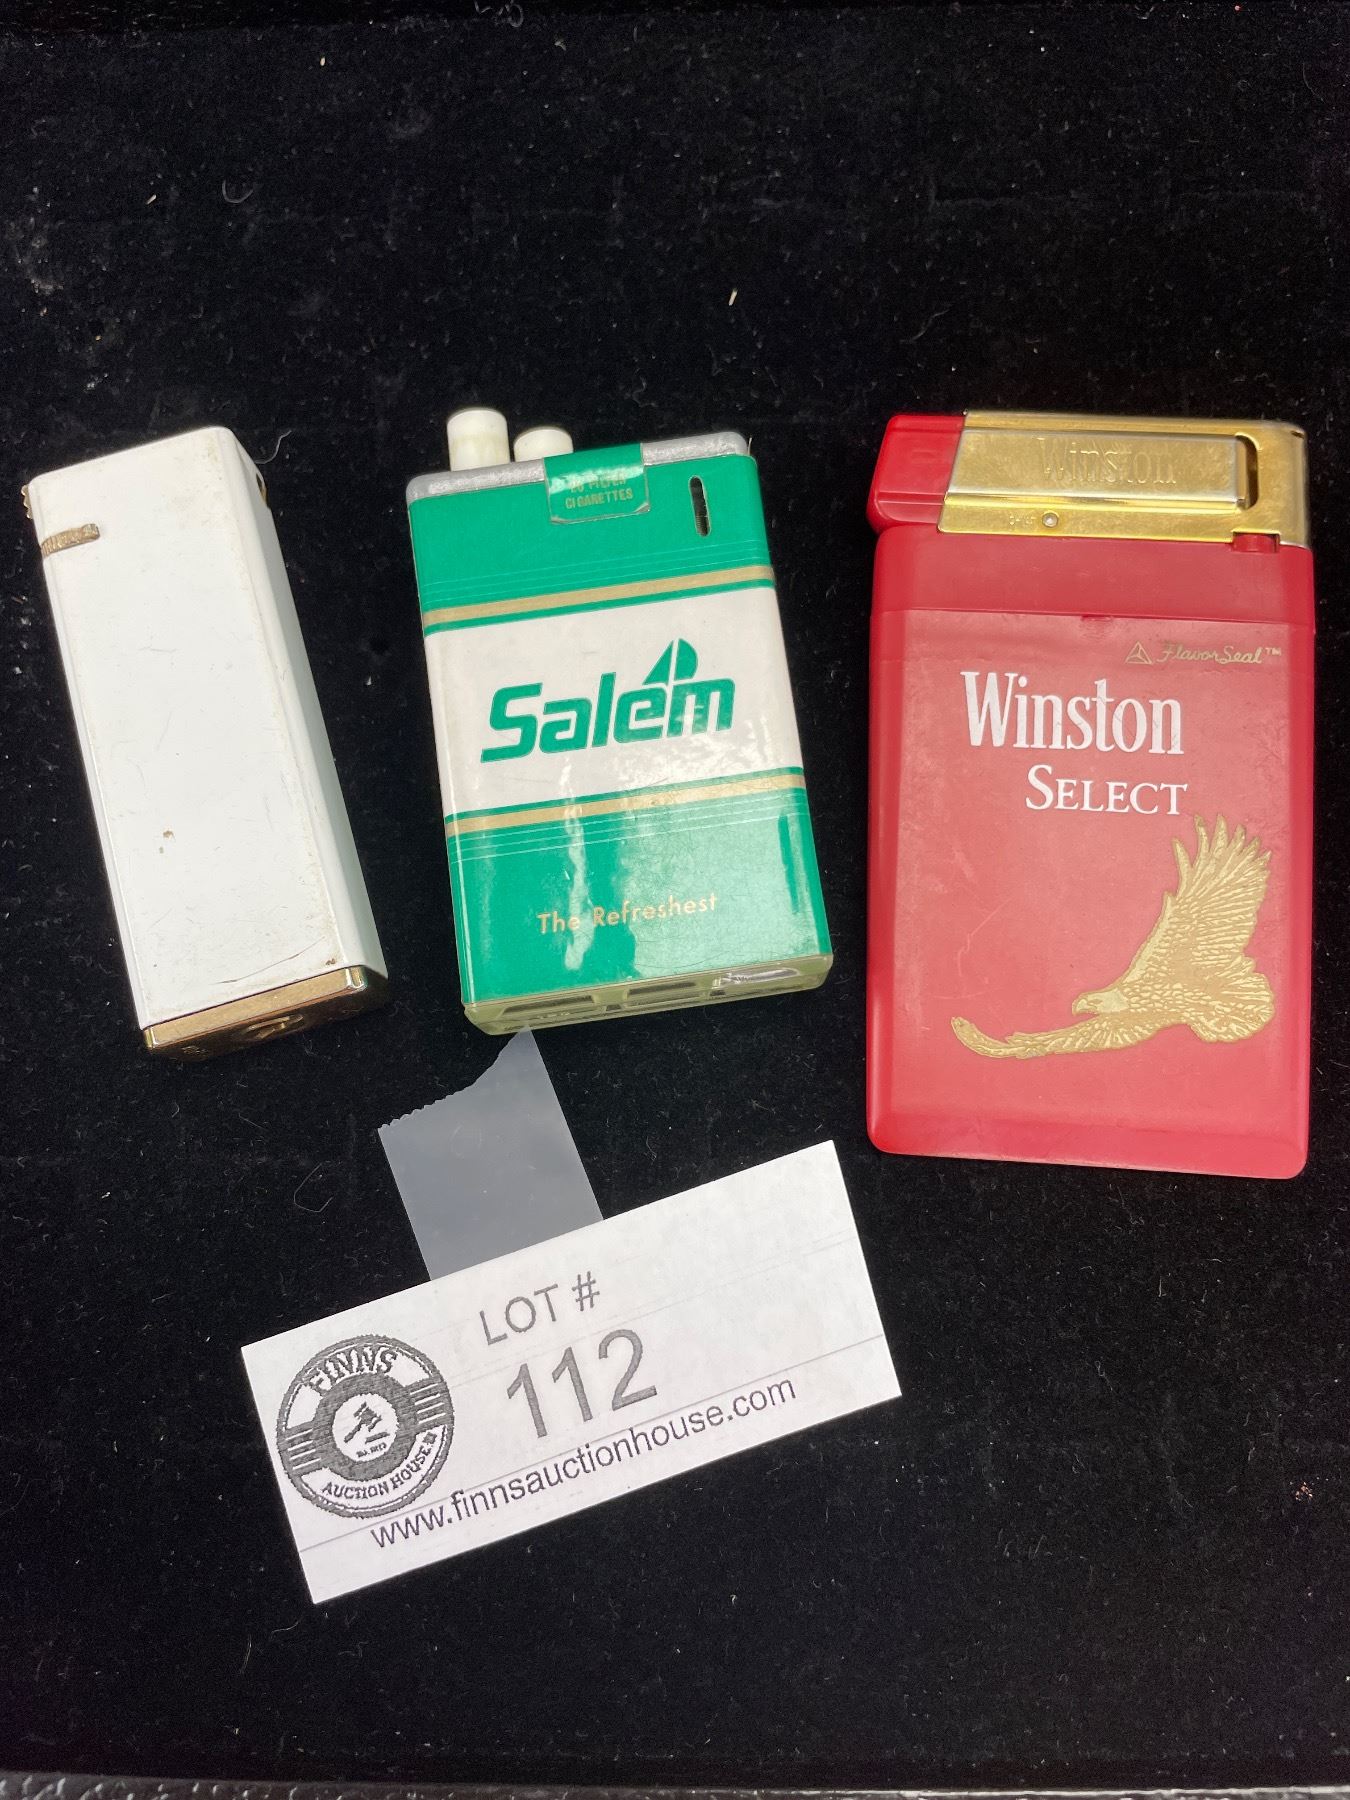 20 FILTER
CIGARETTES
Salem
The Refreshest
Winston
FlavorSeal™
Winston
SELECT
LOT #
112
FINNS
AUCTION HOUSE
www.finnsauctionhouse.com